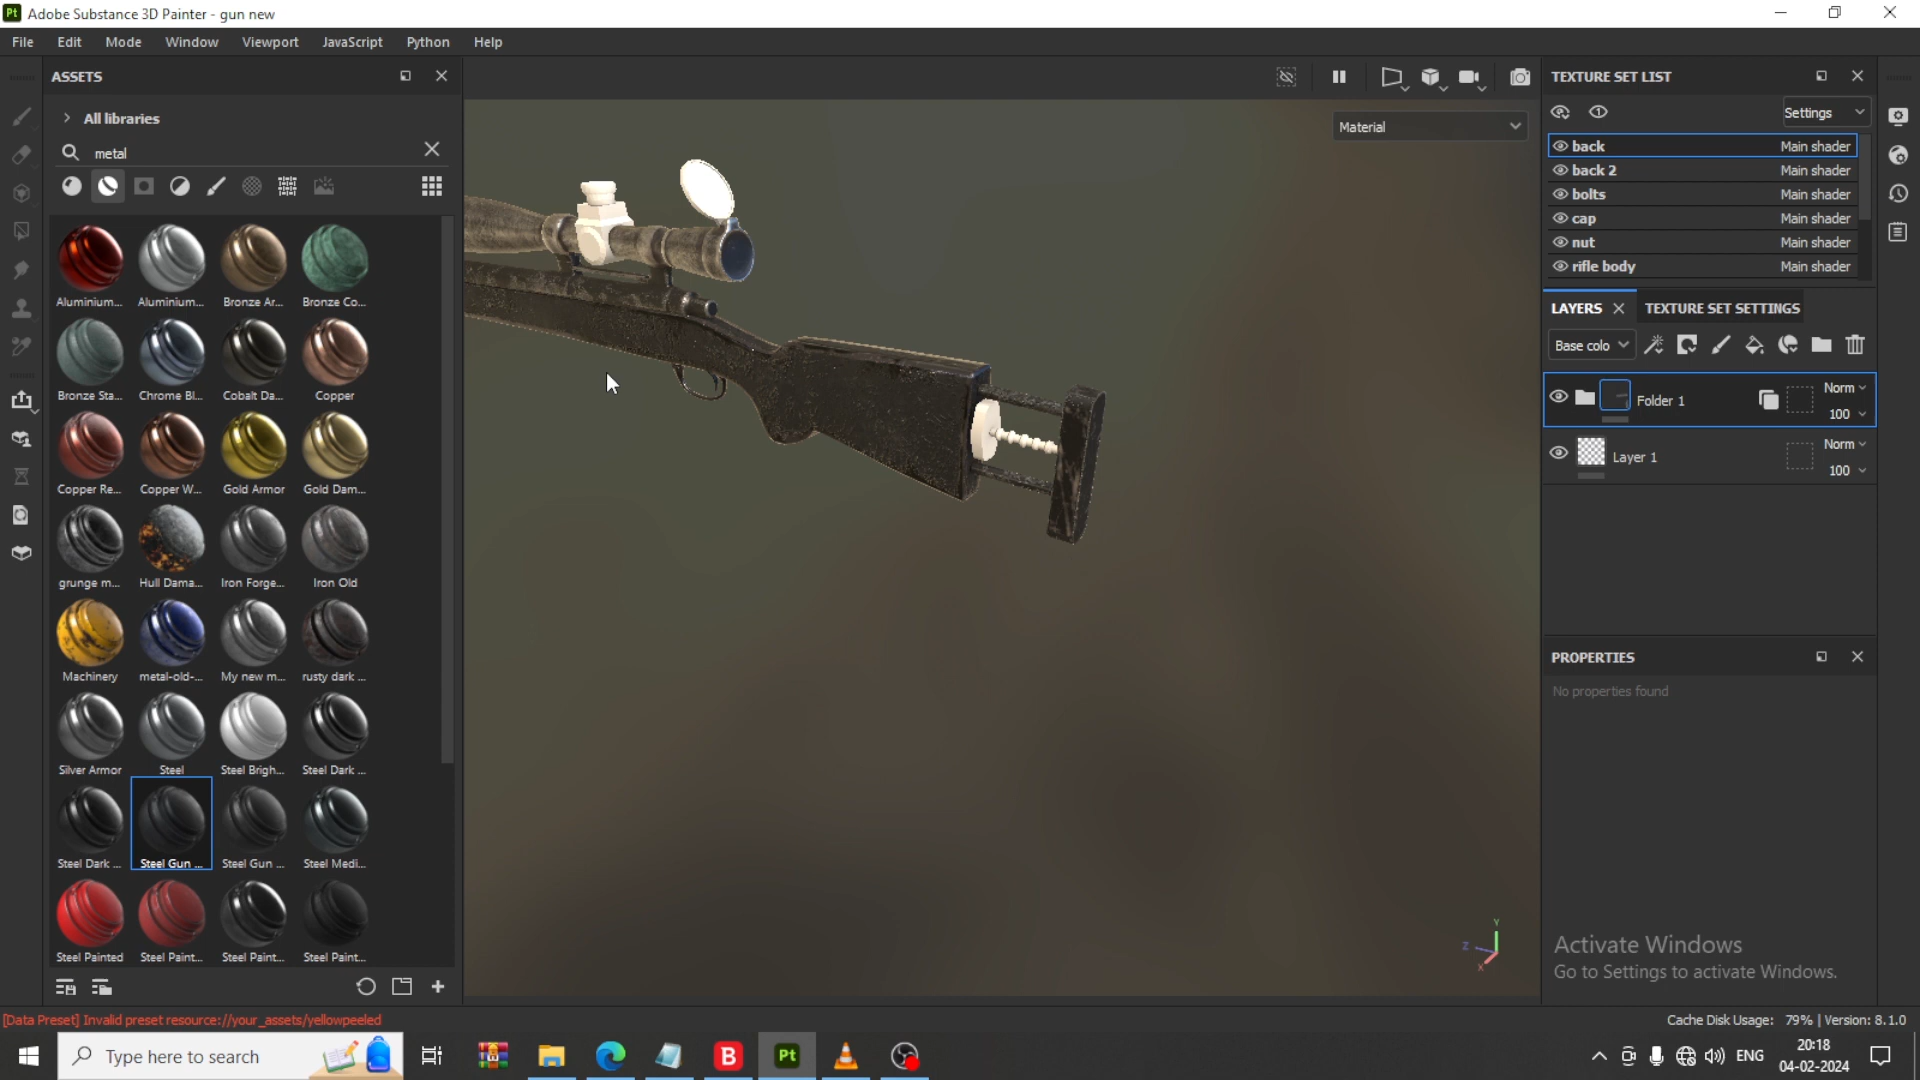 Pt Adobe Substance 3D Painter - gun new
File Edit Mode Window Viewport JavaScript Python Help
ASSETS
All libraries
metal
Aluminium... Aluminium... Bronze Ar... Bronze Co...
Bronze Sta... Chrome Bl... Cobalt Da... Copper
Copper Re... Copper W... Gold Armor Gold Dam...
grunge m... Hull Dama... Iron Forge... Iron Old
Machinery metal-old-... My new m... rusty dark ...
Silver Armor Steel Steel Brigh... Steel Dark ...
Steel Dark ... Steel Gun ... Steel Gun ... Steel Medi...
Steel Painted Steel Paint... Steel Paint... Steel Paint...
Material
Y
Z
X
TEXTURE SET LIST
Settings
back Main shader
back 2 Main shader
bolts Main shader
cap Main shader
nut Main shader
rifle body Main shader
LAYERS TEXTURE SET SETTINGS
Base colo
Folder 1 Norm 100
Layer 1 Norm 100
PROPERTIES
No properties found
Activate Windows
Go to Settings to activate Windows.
[Data Preset] Invalid preset resource://your_assets/yellowpeeled
Cache Disk Usage: 79% | Version: 8.1.0
Type here to search
B
Pt
ENG
20:18
04-02-2024